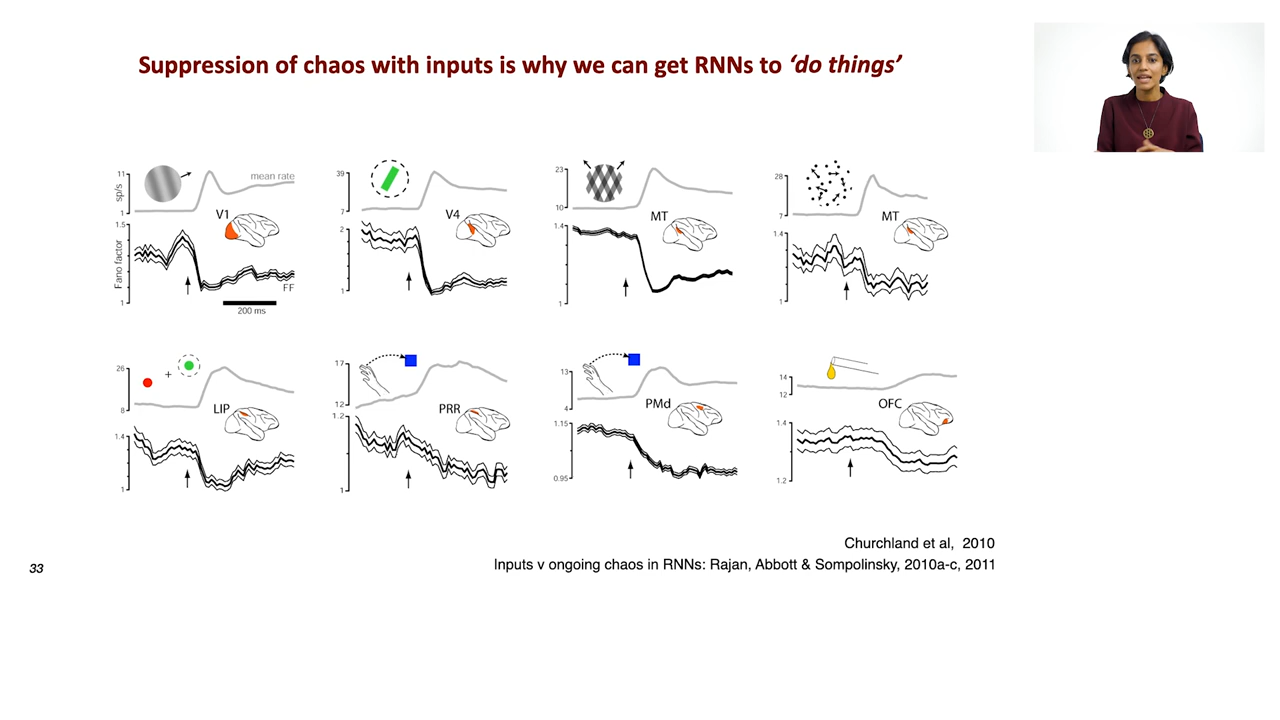 Suppression of chaos with inputs is why we can get RNNs to ‘do things’
11
sp/s
1
mean rate
V1
1.5
Fano factor
1
FF
200 ms
39
7
V4
2
1
23
10
MT
1.4
1
28
7
MT
1.4
1
26
+
8
LIP
1.4
1
17
12
PRR
1.2
1
13
4
PMd
1.15
0.95
14
12
OFC
1.4
1.2
Churchland et al, 2010
Inputs v ongoing chaos in RNNs: Rajan, Abbott & Sompolinsky, 2010a-c, 2011
33